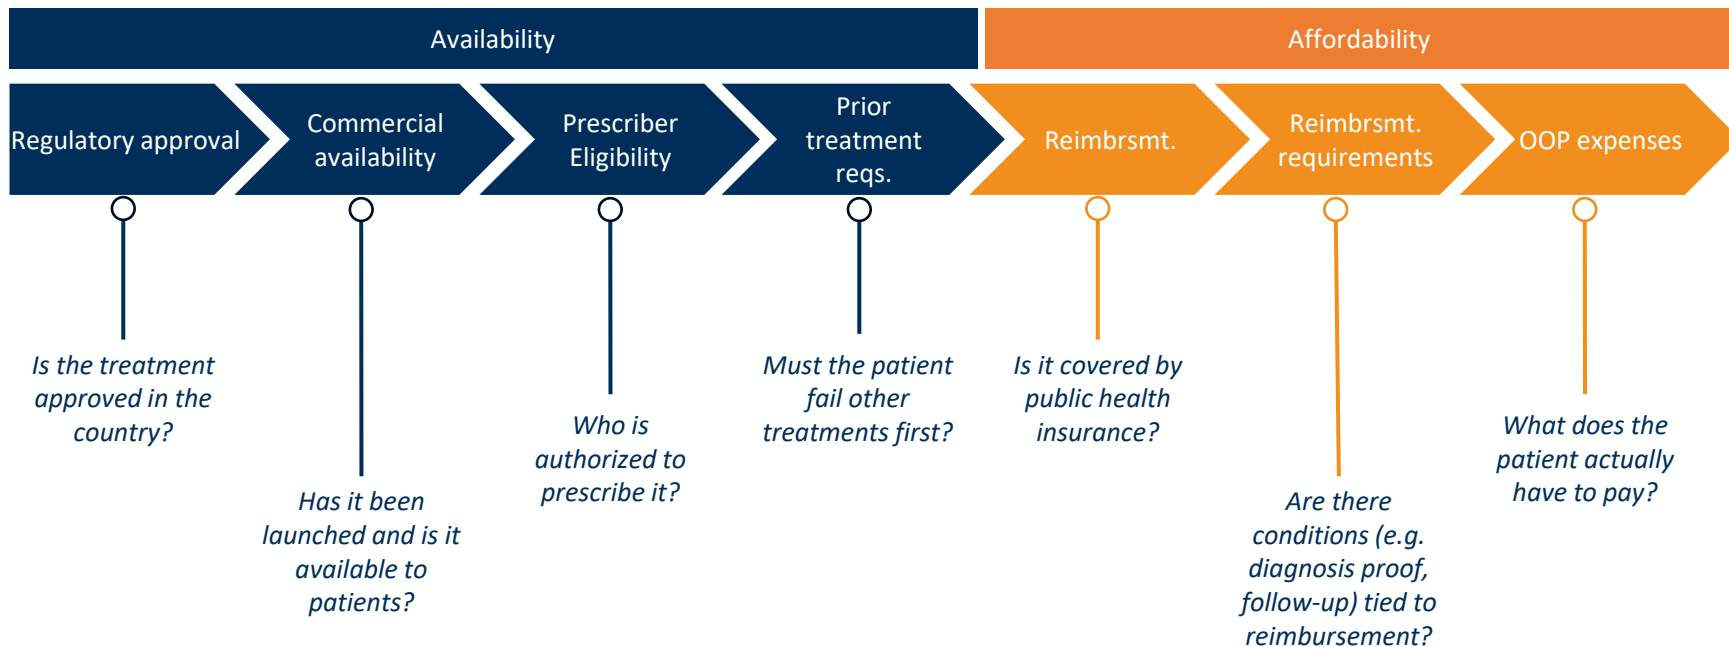 Availability
Affordability
Regulatory approval
Commercial
availability
Prescriber
Eligibility
Prior
treatment
reqs.
Reimbrsmt.
Reimbrsmt.
requirements
OOP expenses
Is the treatment
approved in the
country?
Has it been
launched and is it
available to
patients?
Who is
authorized to
prescribe it?
Must the patient
fail other
treatments first?
Is it covered by
public health
insurance?
Are there
conditions (e.g.
diagnosis proof,
follow-up) tied to
reimbursement?
What does the
patient actually
have to pay?